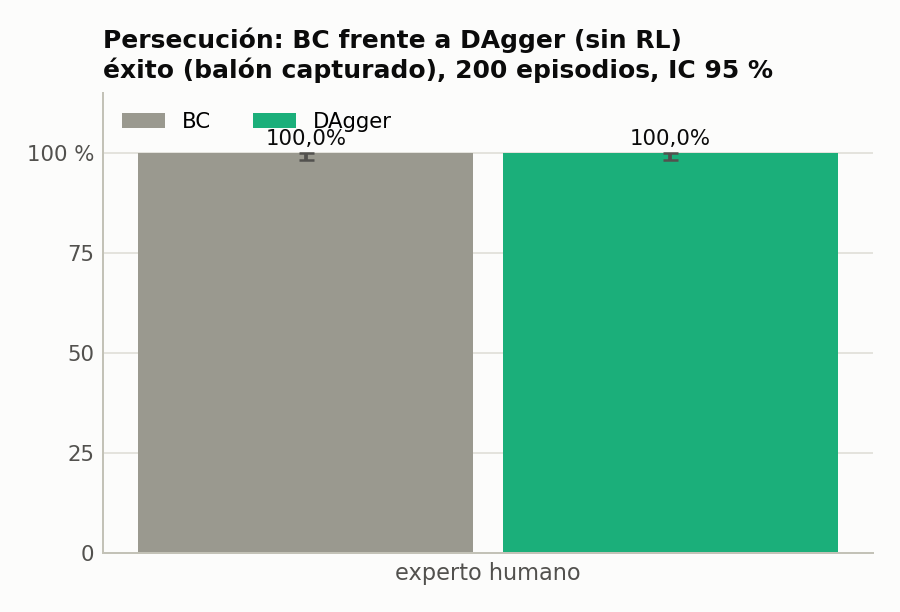 Persecución: BC frente a DAgger (sin RL)
éxito (balón capturado), 200 episodios, IC 95 %
BC DAgger
100,0% 100,0%
100 %
75
50
25
0
experto humano